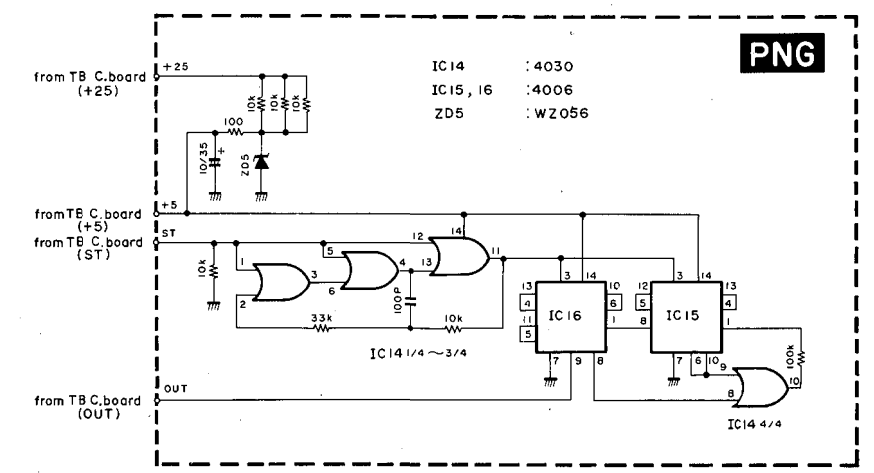 PNG
IC14 :4030
IC15, 16 :4006
ZD5 :WZ056
from TB C.board
(+25)
+25
10k
10k
10k
100
10/35
+
ZD5
from TB C.board
(+5)
+5
from TB C.board
(ST)
ST
10k
1
2
3
5
6
4
12
13
14
11
100P
33k
10k
IC14 1/4～3/4
3
14
13
4
11
5
10
6
1
7
9
8
IC16
3
14
12
5
13
4
8
1
7
6
10
IC15
100k
9
8
10
IC14 4/4
from TB C.board
(OUT)
OUT